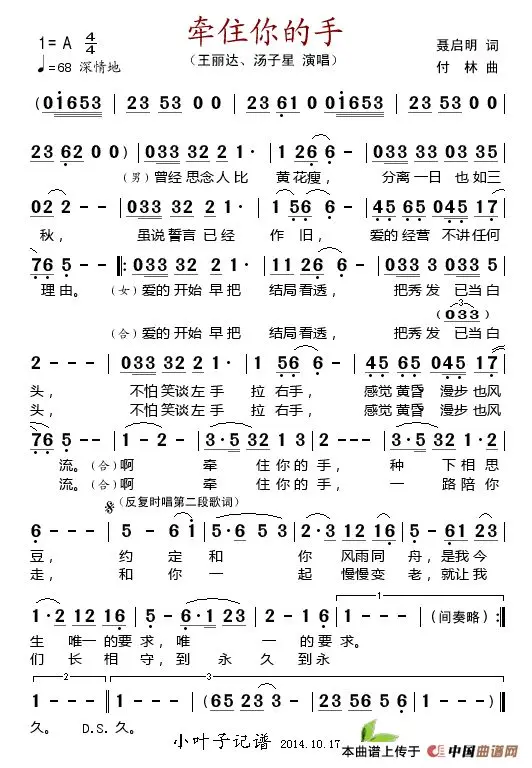 牵住你的手
1=A 4/4
♩=68 深情地
（王丽达、汤子星 演唱）
聂启明 词
付 林 曲
(01653 | 23 53 53 | 23 61 0 0 | 01653 53 |
23 62 0 0) | 033 33 32 2 | 1 26 6 - | 033 33 03 35 |
（男）曾经 思念 人比 黄花瘦， 分离 一日 也如三
02 2 - - | 033 32 2 1· | 1 56 6 - | 45 65 045 17 |
秋， 虽说 誓言 已经 作 旧， 爱的 经营 不讲 任何
76 5 - - |: 033 32 2 1· | 11 26 6 - | 033 3 033 5 |
理由。 （女）爱的 开始 早把 结局 看透， 把秀发 已当 白
(033)
（合）爱的 开始 早把 结局 看透， 把秀发 已当 白
2 - - - | 033 32 2 1· | 1 56 6 - | 45 65 045 17 |
头， 不怕 笑谈 左手 拉 右手， 感觉 黄昏 漫步 也风
头， 不怕 笑谈 左手 拉 右手， 感觉 黄昏 漫步 也风
76 5 - - | 1 - 2 - | 3·5 32 1 3 | 2 - 5 32 |
流。（合）啊 牵 住你的 手， 种 下相思
流。（合）啊 牵 住你的 手， 一 路陪你
（反复时唱第二段歌词）
6 - - - | 5 - 6 1 | 5·6 5 3 | 2·3 12 16 | 5 - 61 23 |
豆， 约 定 和 你 风雨同 舟，是我今
走， 和 你 一 起 慢慢变 老，就让我
1·2 12 16 | 5 - 6·1 23 | 2 - 1 16 | 1 - - - | (间奏略) :|
生 唯一的要 求，唯 一 的要 求。
们 长 相 守，到 永 久 到永
1 - - - :| 1 - - - | (65 23 2 3 | 1 - - -) |
久。 D.S. 久。
小叶子记谱 2014.10.17
本曲谱上传于 中国曲谱网